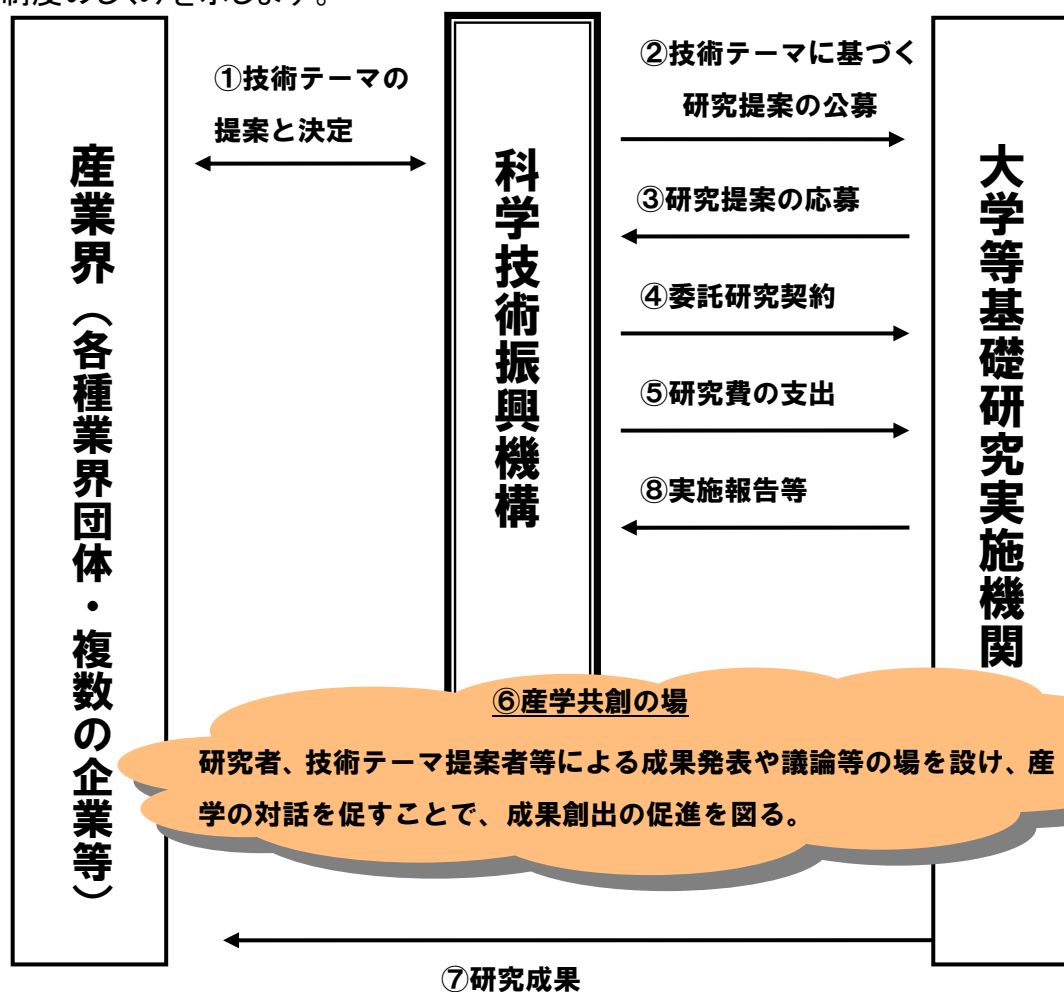 制度のしくみを示します。
①技術テーマの
提案と決定
②技術テーマに基づく
研究提案の公募
③研究提案の応募
④委託研究契約
⑤研究費の支出
⑧実施報告等
産業界（各種業界団体・複数の企業等）
科学技術振興機構
大学等基礎研究実施機関
⑥産学共創の場
研究者、技術テーマ提案者等による成果発表や議論等の場を設け、産
学の対話を促すことで、成果創出の促進を図る。
⑦研究成果